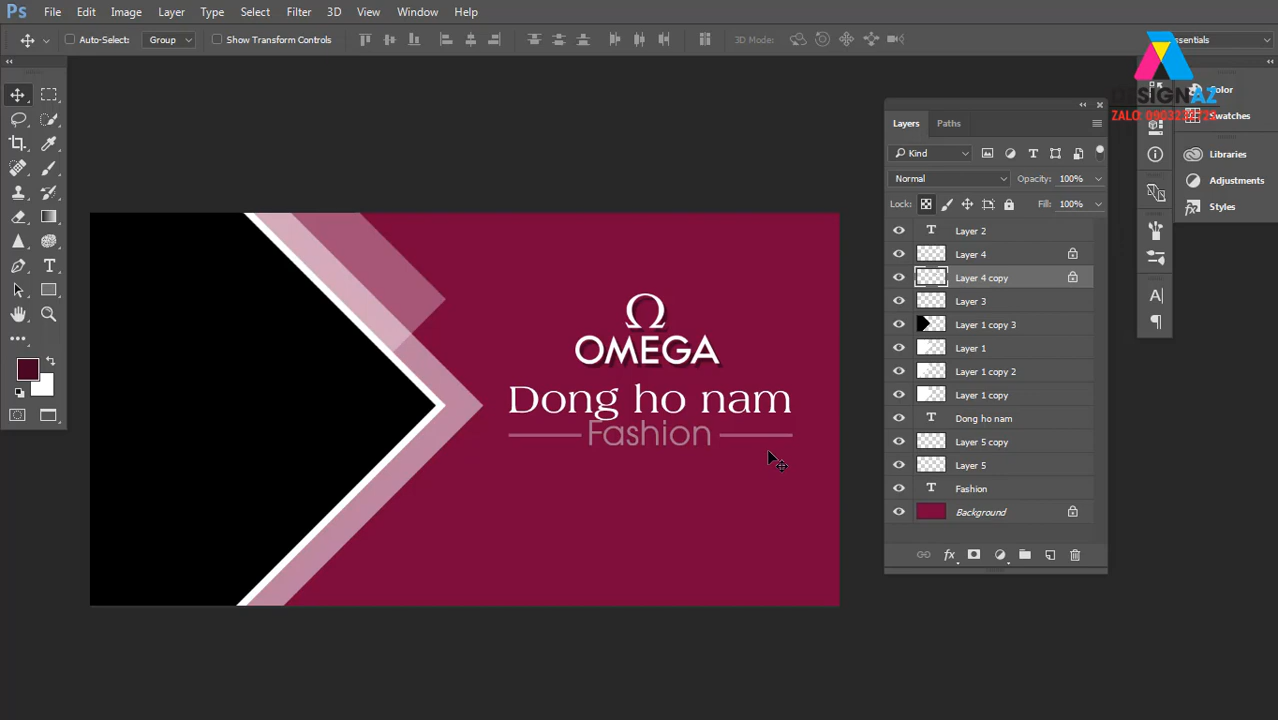 Ps File Edit Image Layer Type Select Filter 3D View Window Help
Auto-Select: Group Show Transform Controls 3D Mode: Essentials
DESIGNAZ
Color
Swatches
Libraries
Adjustments
Styles
Layers Paths
Kind
Normal Opacity: 100%
Lock: Fill: 100%
Layer 2
Layer 4
Layer 4 copy
Layer 3
Layer 1 copy 3
Layer 1
Layer 1 copy 2
Layer 1 copy
Dong ho nam
Layer 5 copy
Layer 5
Fashion
Background
Ω
OMEGA
Dong ho nam
Fashion